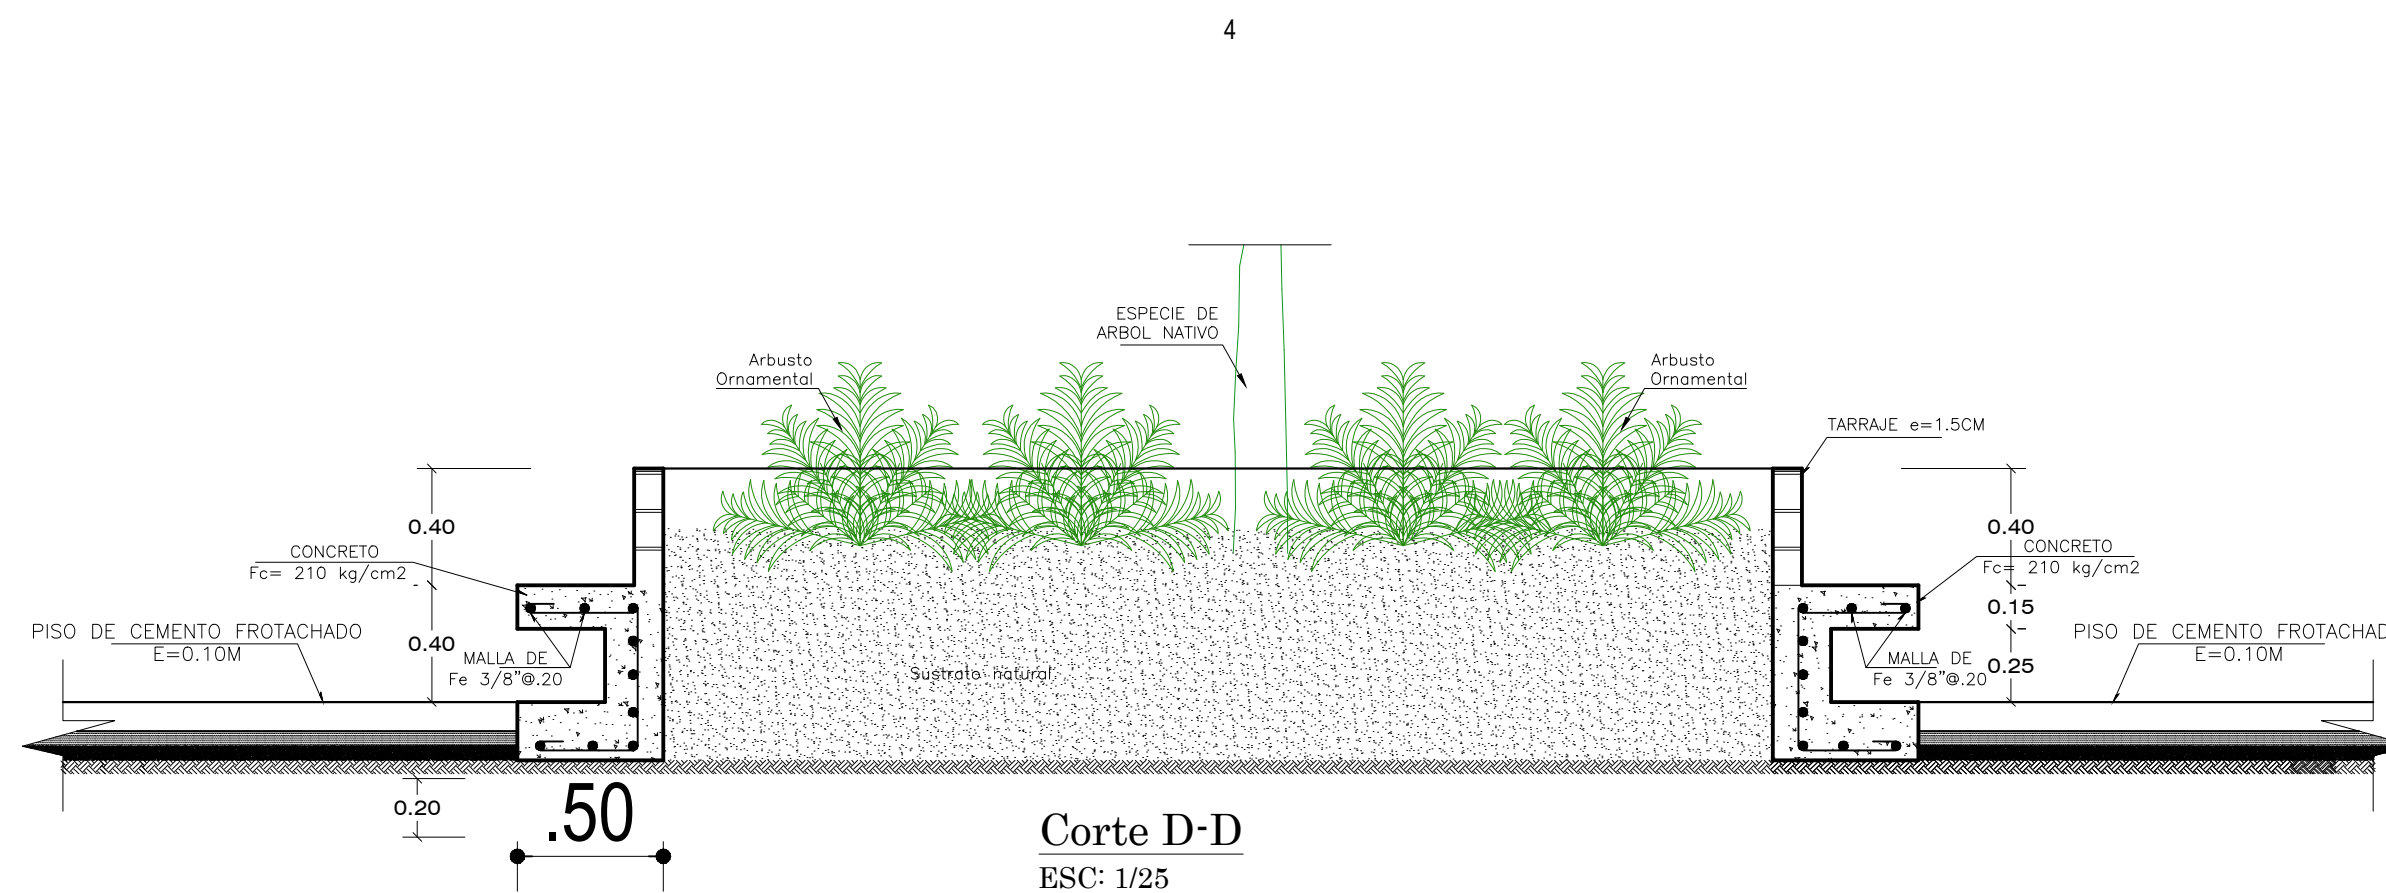 4
ESPECIE DE
ARBOL NATIVO
Arbusto
Ornamental
Arbusto
Ornamental
TARRAJE e=1.5CM
0.40
CONCRETO
Fc= 210 kg/cm2
0.40
CONCRETO
Fc= 210 kg/cm2
PISO DE CEMENTO FROTACHADO
E=0.10M
0.40
MALLA DE
Fe 3/8"@.20
Sustrato natural
0.15
MALLA DE
Fe 3/8"@.20
0.25
PISO DE CEMENTO FROTACHAD
E=0.10M
0.20
.50
Corte D-D
ESC: 1/25